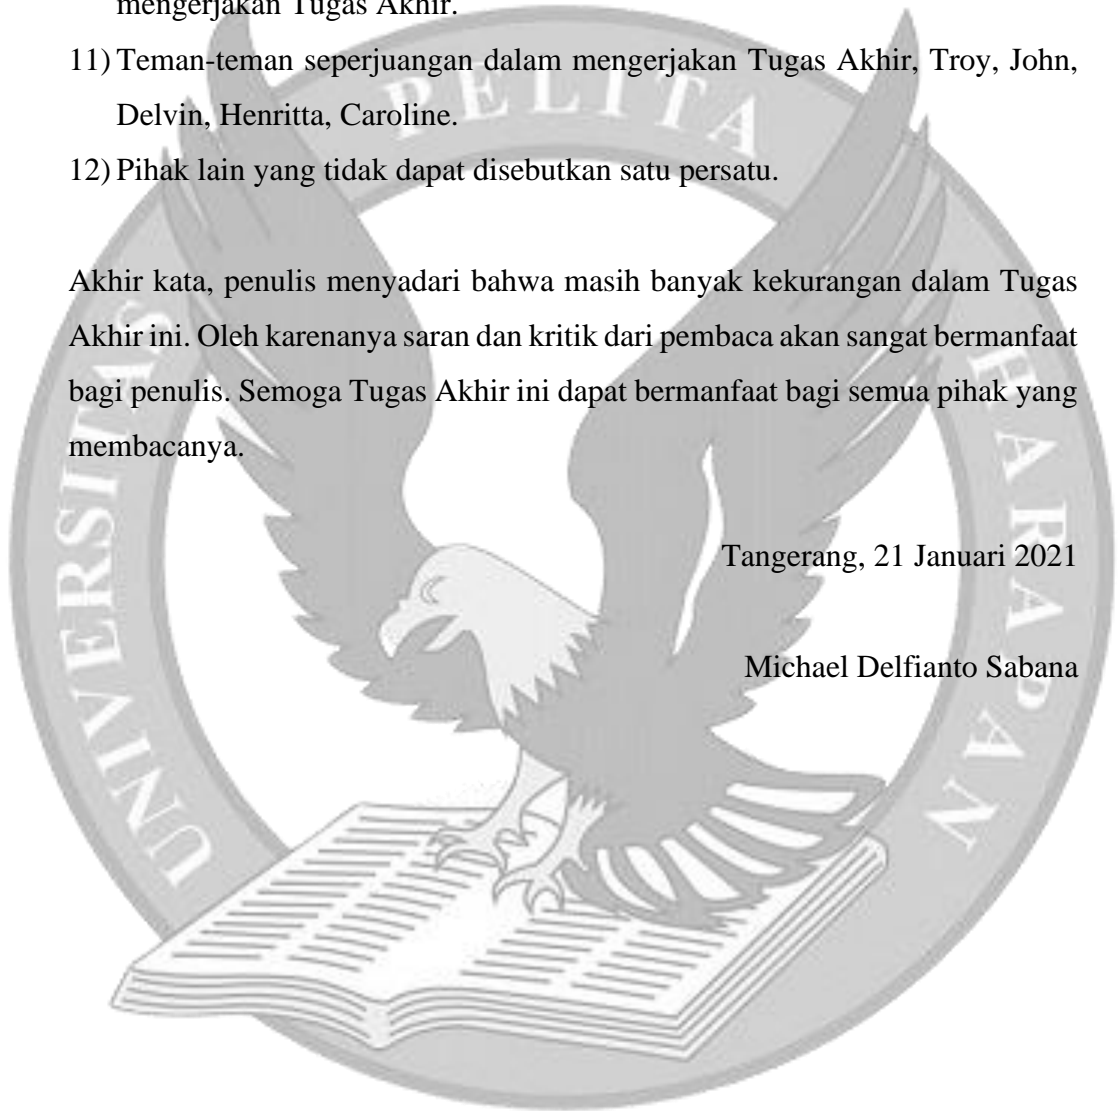 mengerjakan Tugas Akhir.
11) Teman-teman seperjuangan dalam mengerjakan Tugas Akhir, Troy, John,
Delvin, Henritta, Caroline.
12) Pihak lain yang tidak dapat disebutkan satu persatu.
Akhir kata, penulis menyadari bahwa masih banyak kekurangan dalam Tugas
Akhir ini. Oleh karenanya saran dan kritik dari pembaca akan sangat bermanfaat
bagi penulis. Semoga Tugas Akhir ini dapat bermanfaat bagi semua pihak yang
membacanya.
Tangerang, 21 Januari 2021
Michael Delfianto Sabana
UNIVERSITAS PELITA HARAPAN